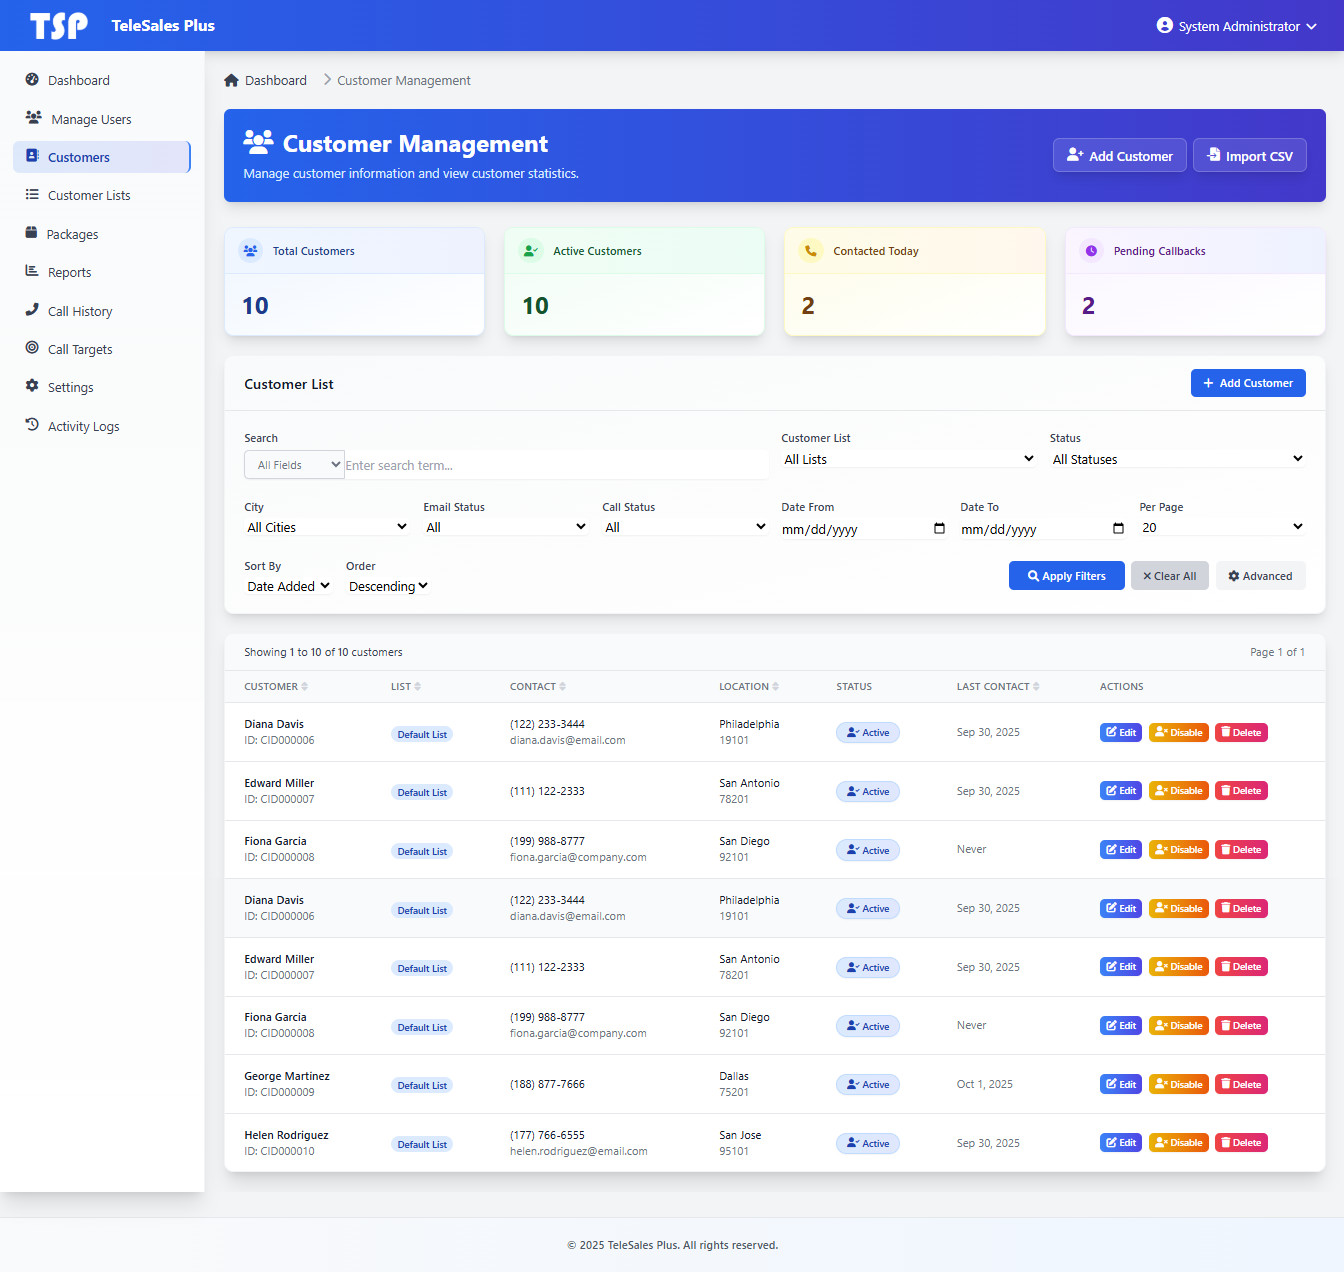 TSP TeleSales Plus System Administrator
Dashboard
Manage Users
Customers
Customer Lists
Packages
Reports
Call History
Call Targets
Settings
Activity Logs
Dashboard Customer Management
Customer Management
Manage customer information and view customer statistics.
Add Customer Import CSV
Total Customers
10
Active Customers
10
Contacted Today
2
Pending Callbacks
2
Customer List + Add Customer
Search Customer List Status
All Fields Enter search term... All Lists All Statuses
City Email Status Call Status Date From Date To Per Page
All Cities All All mm/dd/yyyy mm/dd/yyyy 20
Sort By Order
Date Added Descending Apply Filters × Clear All Advanced
Showing 1 to 10 of 10 customers Page 1 of 1
CUSTOMER LIST CONTACT LOCATION STATUS LAST CONTACT ACTIONS
Diana Davis (122) 233-3444 Philadelphia
ID: CID000006 Default List diana.davis@email.com 19101 Active Sep 30, 2025 Edit Disable Delete
Edward Miller San Antonio
ID: CID000007 Default List (111) 122-2333 78201 Active Sep 30, 2025 Edit Disable Delete
Fiona Garcia (199) 988-8777 San Diego
ID: CID000008 Default List fiona.garcia@company.com 92101 Active Never Edit Disable Delete
Diana Davis (122) 233-3444 Philadelphia
ID: CID000006 Default List diana.davis@email.com 19101 Active Sep 30, 2025 Edit Disable Delete
Edward Miller San Antonio
ID: CID000007 Default List (111) 122-2333 78201 Active Sep 30, 2025 Edit Disable Delete
Fiona Garcia (199) 988-8777 San Diego
ID: CID000008 Default List fiona.garcia@company.com 92101 Active Never Edit Disable Delete
George Martinez Dallas
ID: CID000009 Default List (188) 877-7666 75201 Active Oct 1, 2025 Edit Disable Delete
Helen Rodriguez (177) 766-6555 San Jose
ID: CID000010 Default List helen.rodriguez@email.com 95101 Active Sep 30, 2025 Edit Disable Delete
© 2025 TeleSales Plus. All rights reserved.